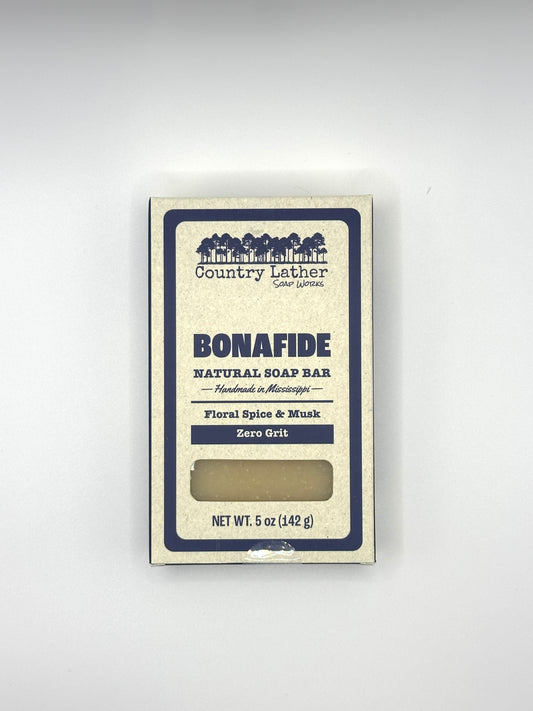 Country Lather
Soap Works
BONAFIDE
NATURAL SOAP BAR
— Handmade in Mississippi —
Floral Spice & Musk
Zero Grit
NET WT. 5 oz (142 g)